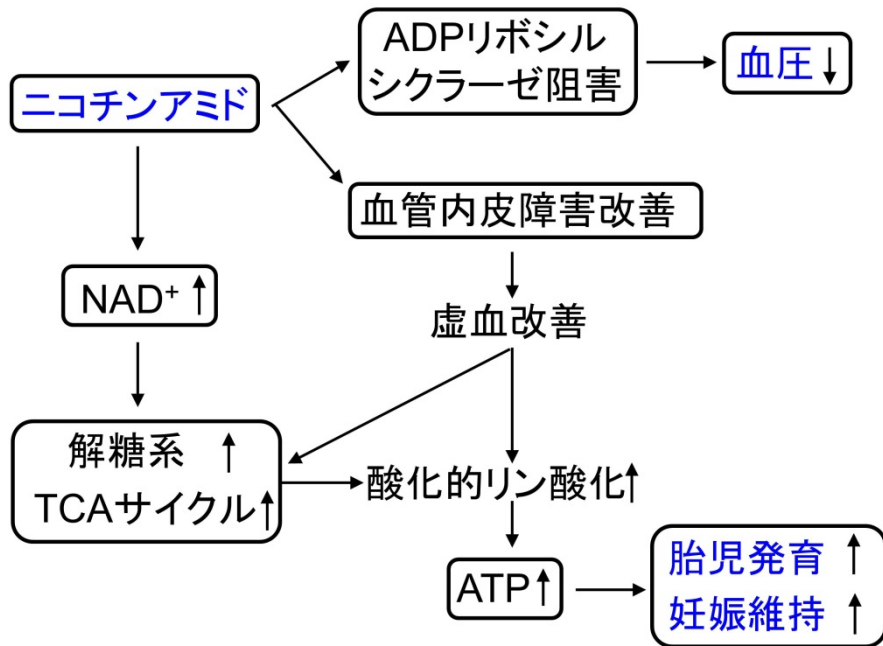 ADPリボシル
シクラーゼ阻害
血圧↓
ニコチンアミド
血管内皮障害改善
NAD⁺↑
虚血改善
解糖系 ↑
TCAサイクル↑
酸化的リン酸化↑
ATP↑
胎児発育 ↑
妊娠維持 ↑